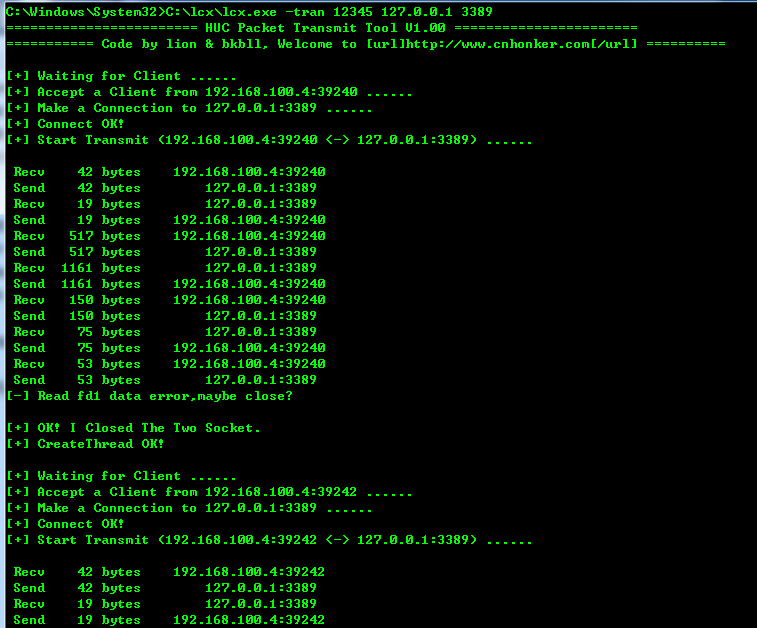 C:\Windows\System32>C:\lcx\lcx.exe -tran 12345 127.0.0.1 3389
======================== HUC Packet Transmit Tool V1.00 =======================
=========== Code by lion & bkbll, Welcome to [url]http://www.cnhonker.com[/url] ==========
[+] Waiting for Client ......
[+] Accept a Client from 192.168.100.4:39240 ......
[+] Make a Connection to 127.0.0.1:3389 ......
[+] Connect OK!
[+] Start Transmit (192.168.100.4:39240 <-> 127.0.0.1:3389) ......
Recv 42 bytes 192.168.100.4:39240
Send 42 bytes 127.0.0.1:3389
Recv 19 bytes 127.0.0.1:3389
Send 19 bytes 192.168.100.4:39240
Recv 517 bytes 192.168.100.4:39240
Send 517 bytes 127.0.0.1:3389
Recv 1161 bytes 127.0.0.1:3389
Send 1161 bytes 192.168.100.4:39240
Recv 150 bytes 192.168.100.4:39240
Send 150 bytes 127.0.0.1:3389
Recv 75 bytes 127.0.0.1:3389
Send 75 bytes 192.168.100.4:39240
Recv 53 bytes 192.168.100.4:39240
Send 53 bytes 127.0.0.1:3389
[-] Read fd1 data error,maybe close?
[+] OK! I Closed The Two Socket.
[+] CreateThread OK!
[+] Waiting for Client ......
[+] Accept a Client from 192.168.100.4:39242 ......
[+] Make a Connection to 127.0.0.1:3389 ......
[+] Connect OK!
[+] Start Transmit (192.168.100.4:39242 <-> 127.0.0.1:3389) ......
Recv 42 bytes 192.168.100.4:39242
Send 42 bytes 127.0.0.1:3389
Recv 19 bytes 127.0.0.1:3389
Send 19 bytes 192.168.100.4:39242